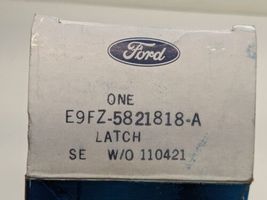 Ford
ONE
E9FZ-5821818-A
LATCH
SE W/O 110421